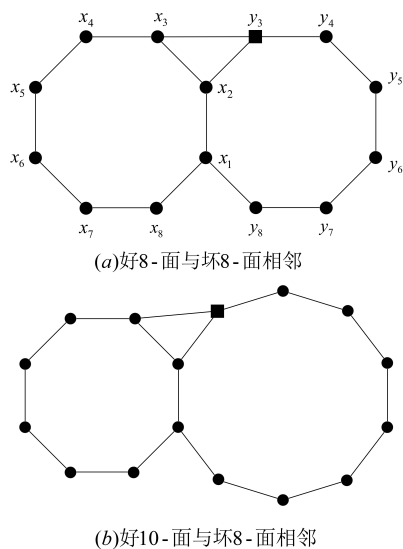 x₄ x₃ y₃ y₄
x₅ x₂ y₅
x₆ x₁ y₆
x₇ x₈ y₈ y₇
(a)好8-面与坏8-面相邻
(b)好10-面与坏8-面相邻